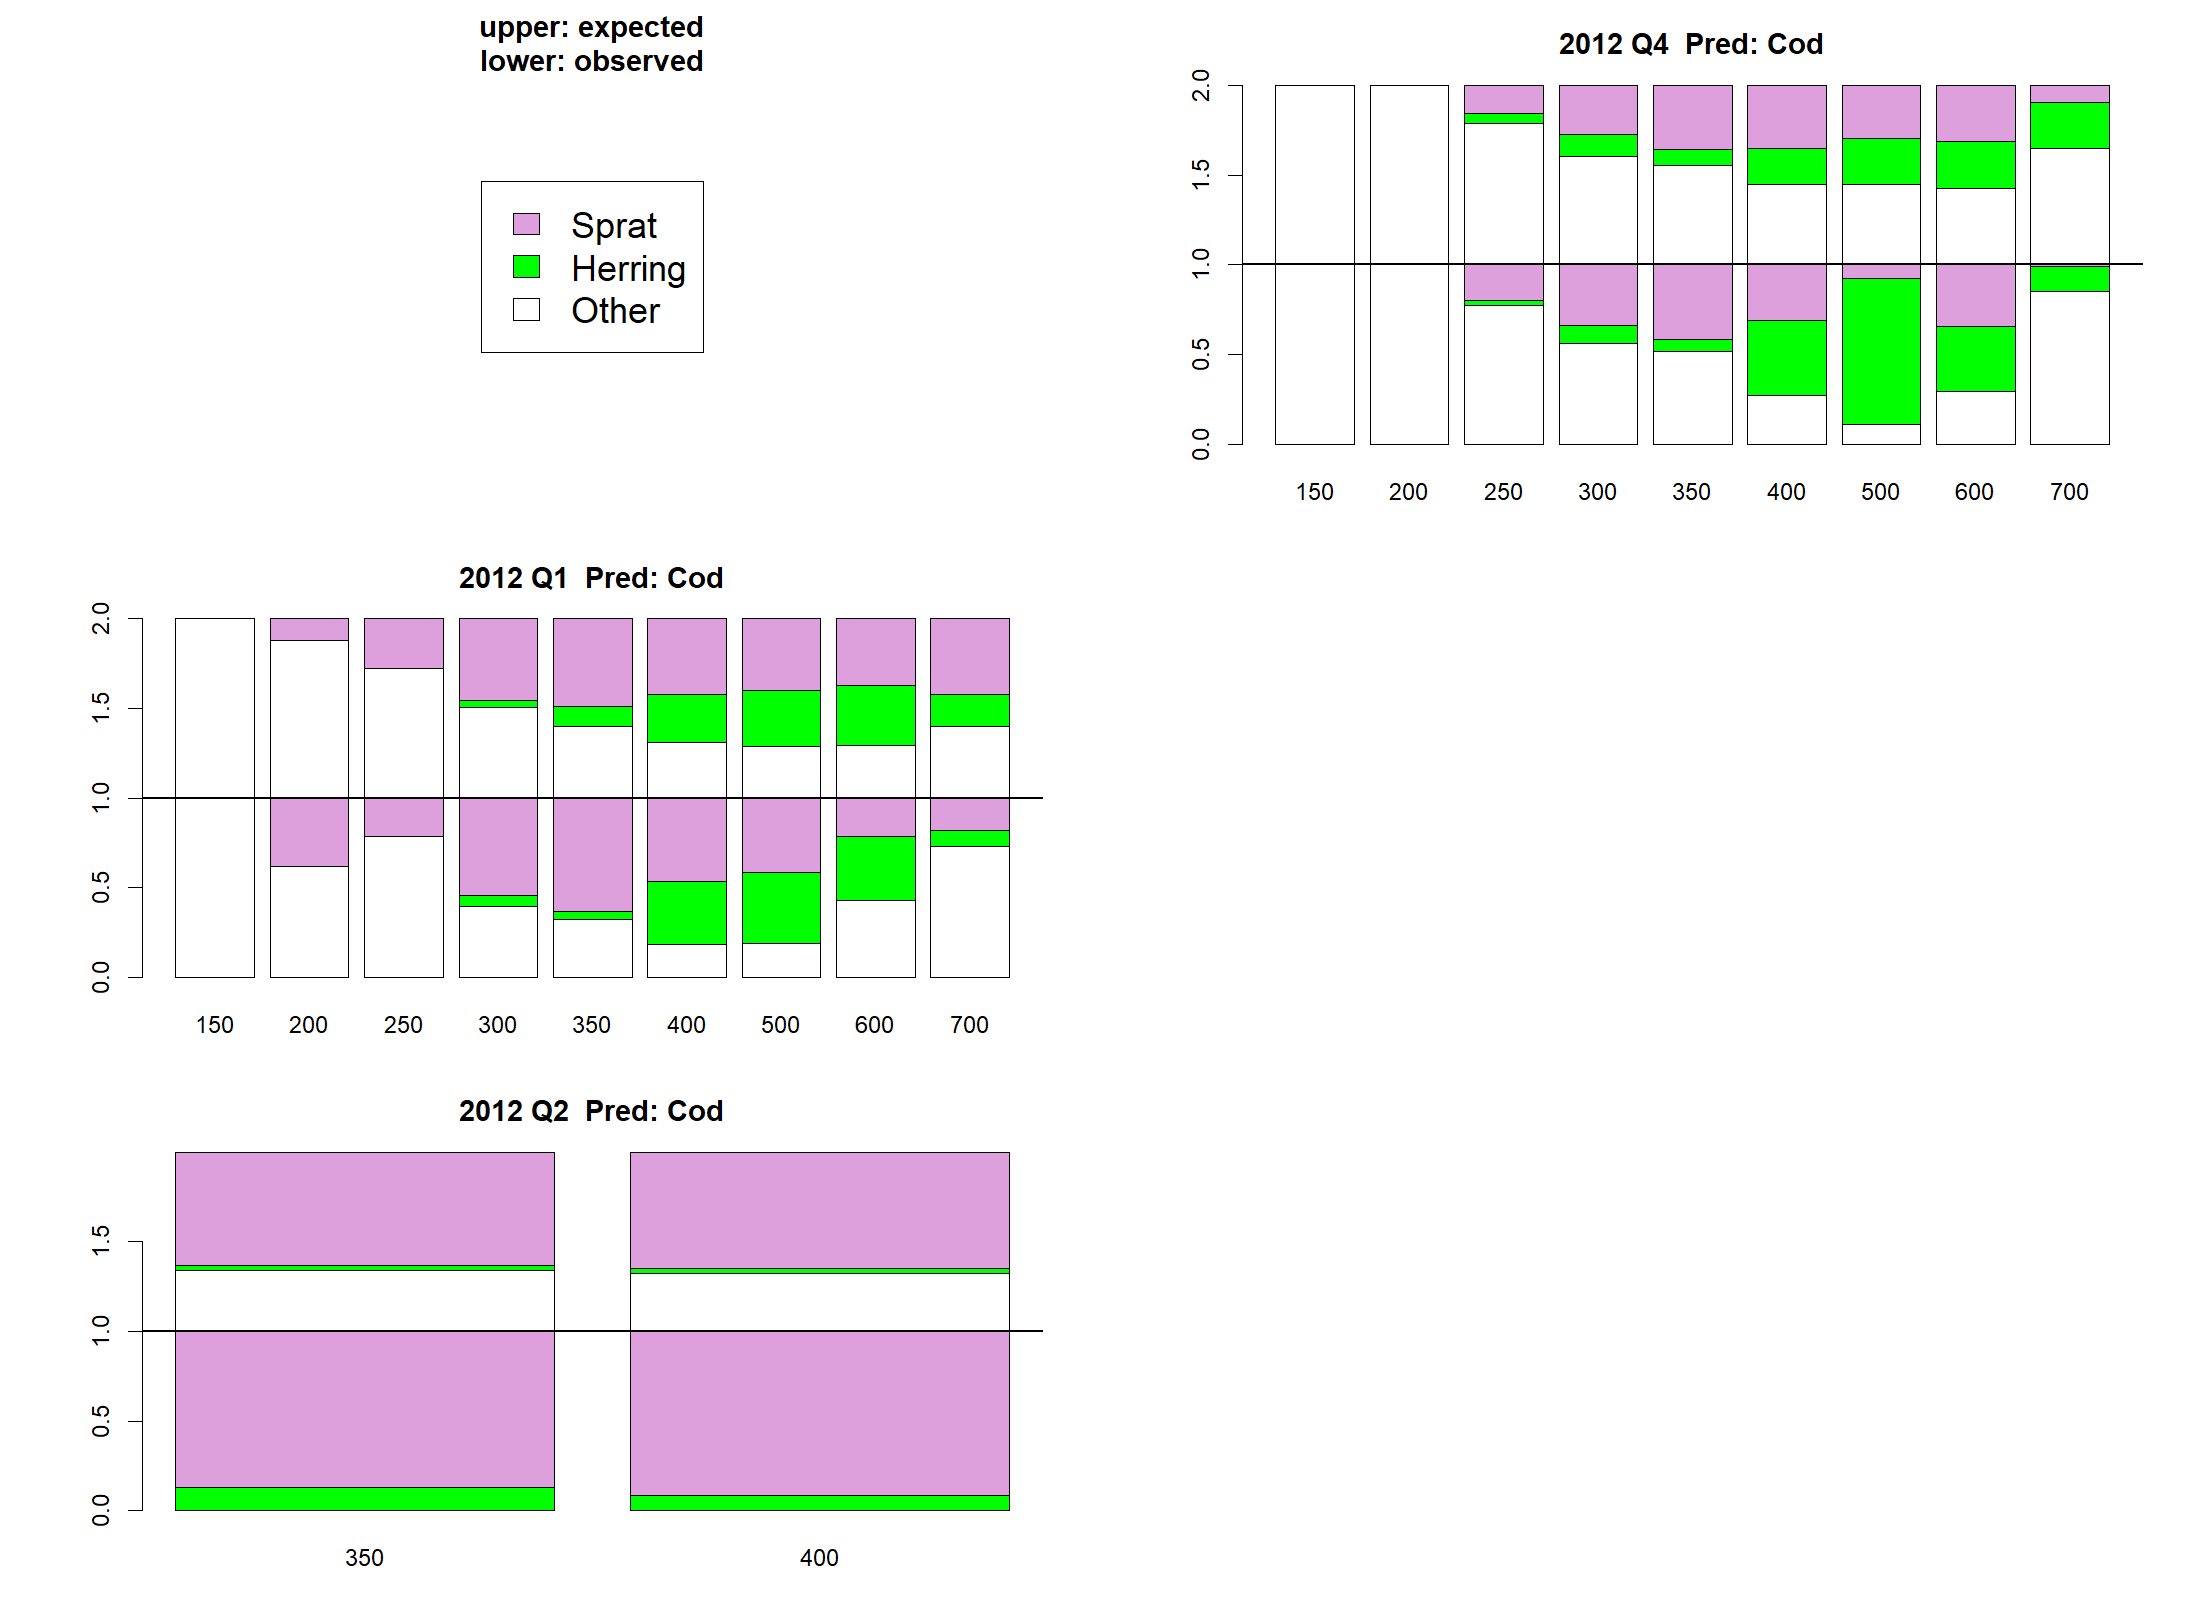 upper: expected
lower: observed
Sprat
Herring
Other
2012 Q4  Pred: Cod
2.0
1.5
1.0
0.5
0.0
150 200 250 300 350 400 500 600 700
2012 Q1  Pred: Cod
2.0
1.5
1.0
0.5
0.0
150 200 250 300 350 400 500 600 700
2012 Q2  Pred: Cod
1.5
1.0
0.5
0.0
350 400